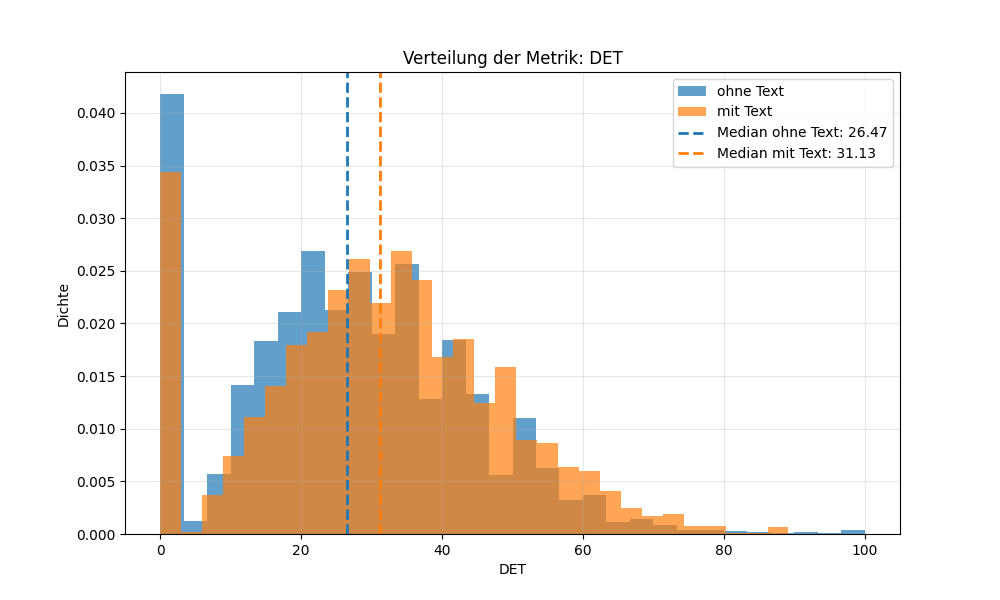 Verteilung der Metrik: DET
ohne Text
mit Text
Median ohne Text: 26.47
Median mit Text: 31.13
0.040
0.035
0.030
0.025
0.020
0.015
0.010
0.005
0.000
Dichte
0 20 40 60 80 100
DET